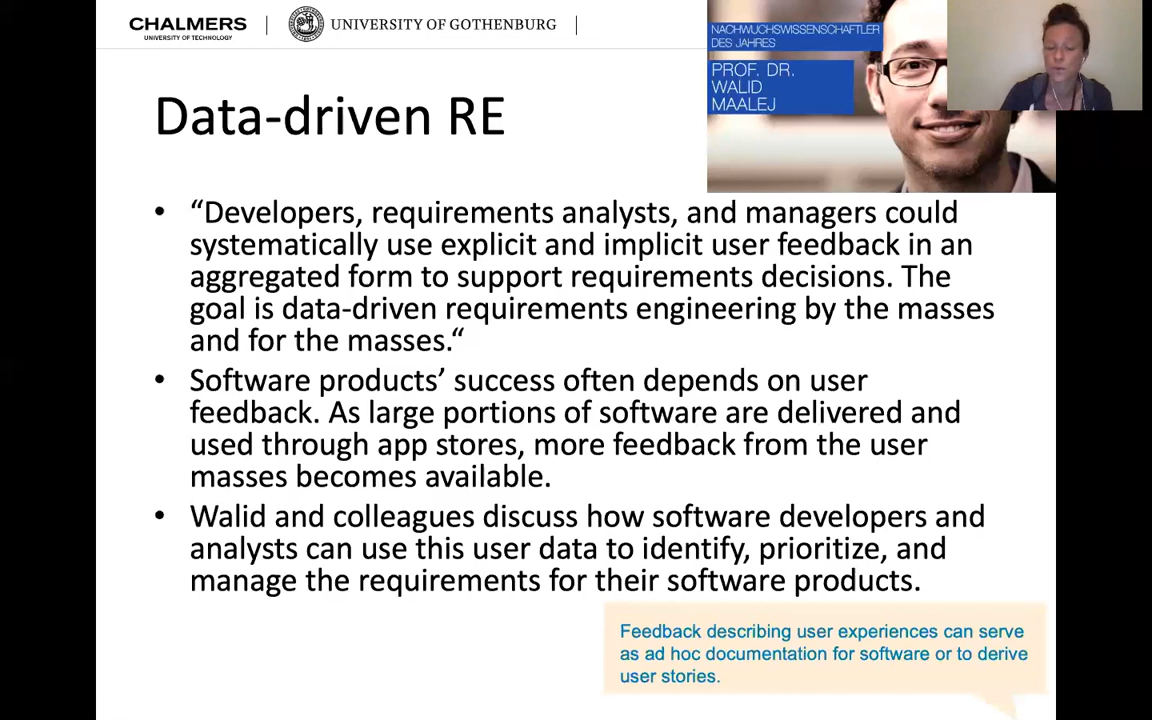 CHALMERS
UNIVERSITY OF TECHNOLOGY
UNIVERSITY OF GOTHENBURG
NACHWUCHSWISSENSCHAFTLER
DES JAHRES
PROF. DR.
WALID
MAALEJ
Data-driven RE
• “Developers, requirements analysts, and managers could
systematically use explicit and implicit user feedback in an
aggregated form to support requirements decisions. The
goal is data-driven requirements engineering by the masses
and for the masses.“
• Software products’ success often depends on user
feedback. As large portions of software are delivered and
used through app stores, more feedback from the user
masses becomes available.
• Walid and colleagues discuss how software developers and
analysts can use this user data to identify, prioritize, and
manage the requirements for their software products.
Feedback describing user experiences can serve
as ad hoc documentation for software or to derive
user stories.